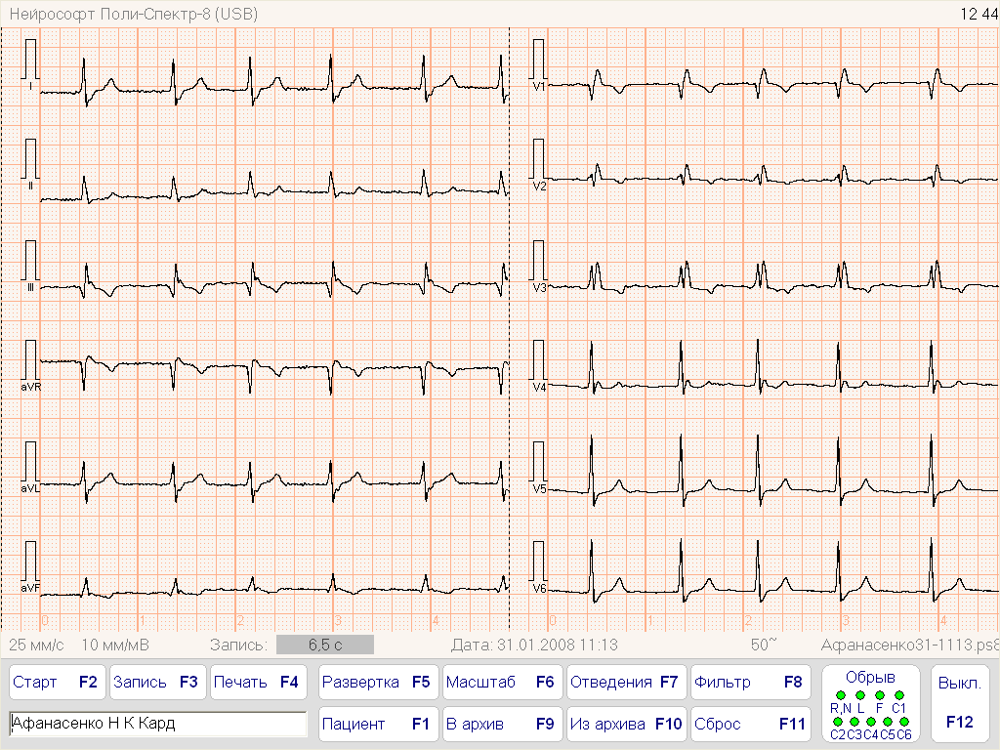 Нейрософт Поли-Спектр-8 (USB) 12 44
I V1
II V2
III V3
aVR V4
aVL V5
aVF V6
0 1 2 3 4 0 1 2 3 4
25 мм/с 10 мм/мВ Запись: 6,5 с Дата: 31.01.2008 11:13 50~ Афанасенко31-1113.ps8
Старт F2 Запись F3 Печать F4 Развертка F5 Масштаб F6 Отведения F7 Фильтр F8 Обрыв Выкл.
R,N L F C1
Афанасенко Н К Кард Пациент F1 В архив F9 Из архива F10 Сброс F11 C2C3C4C5C6 F12